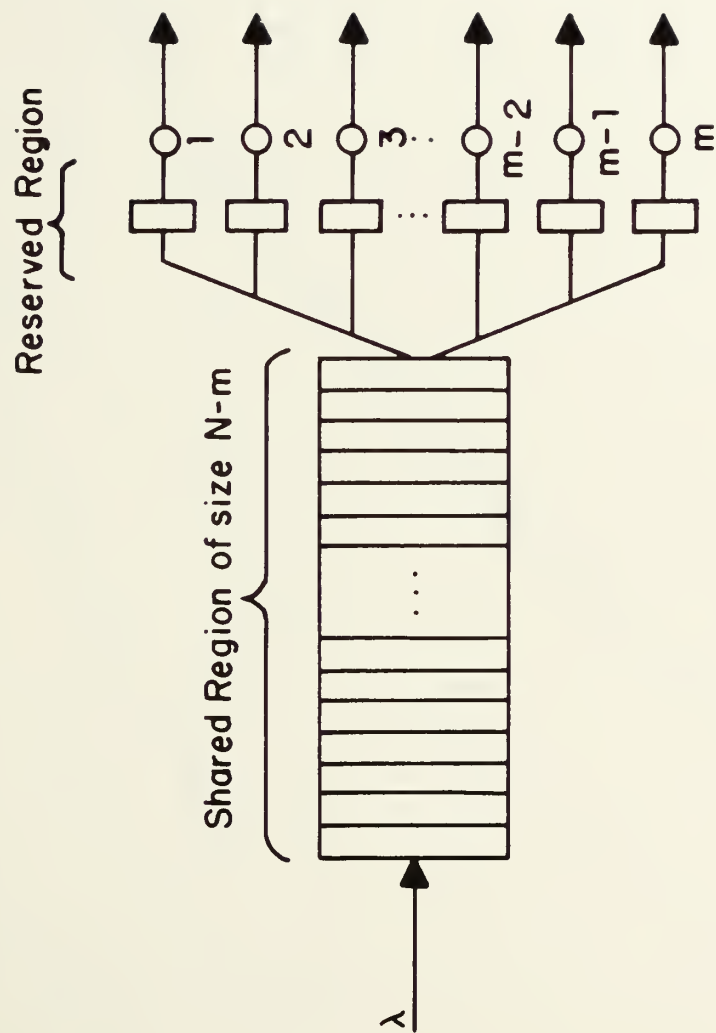 Reserved Region
Shared Region of size N-m
λ
1
2
3
...
m-2
m-1
m
...
...